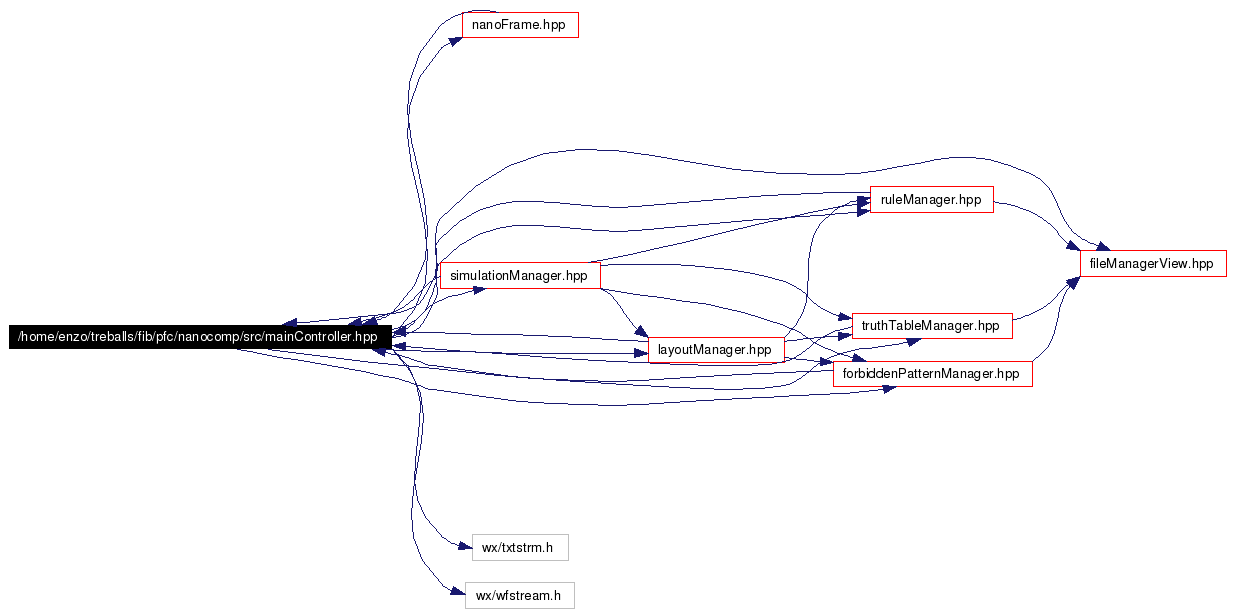 nanoFrame.hpp
ruleManager.hpp
fileManagerView.hpp
simulationManager.hpp
truthTableManager.hpp
/home/enzo/treballs/fib/pfc/nanocomp/src/mainController.hpp
layoutManager.hpp
forbiddenPatternManager.hpp
wx/txtstrm.h
wx/wfstream.h